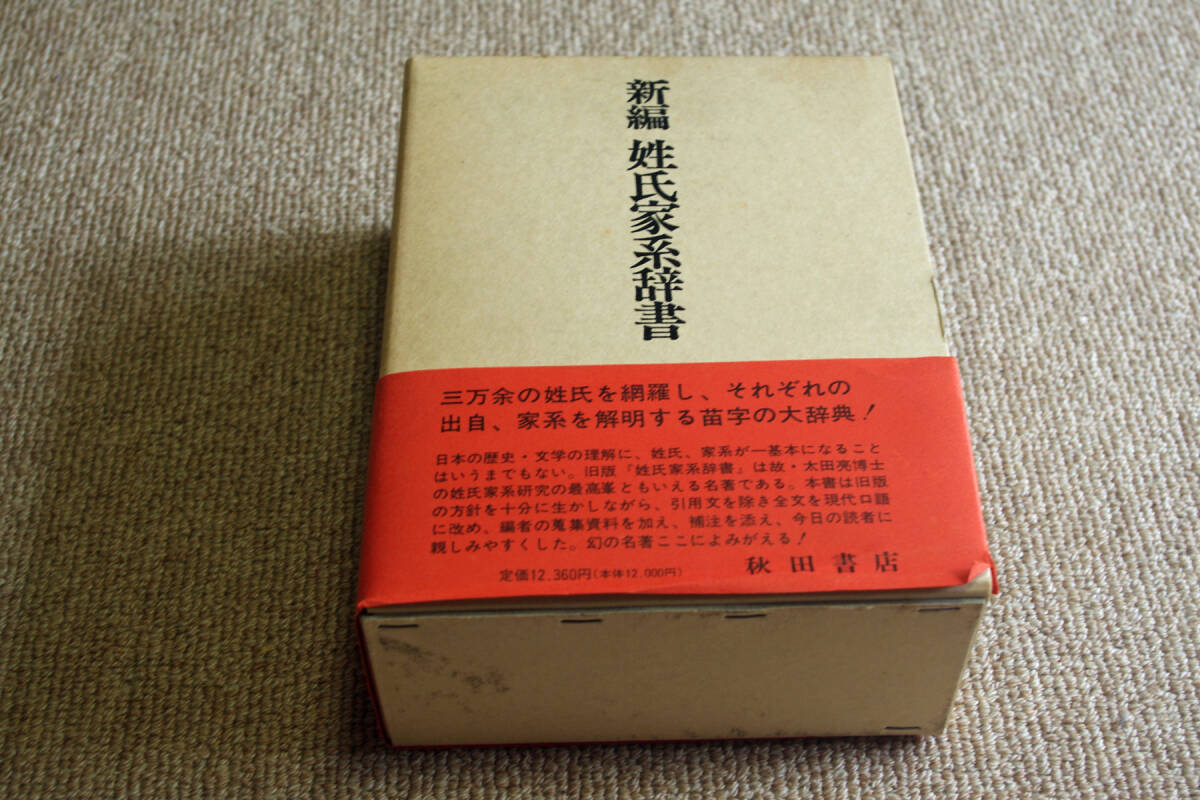 新編 姓氏家系辞書
三万余の姓氏を網羅し、それぞれの
出自、家系を解明する苗字の大辞典！
日本の歴史・文学の理解に、姓氏、家系が一基本になること
はいうまでもない。旧版『姓氏家系辞書』は故・太田亮博士
の姓氏家系研究の最高峯ともいえる名著である。本書は旧版
の方針を十分に生かしながら、引用文を除き全文を現代口語
に改め、編者の蒐集資料を加え、補注を添え、今日の読者に
親しみやすくした。幻の名著ここによみがえる！
定価12,360円(本体12,000円) 秋田書店